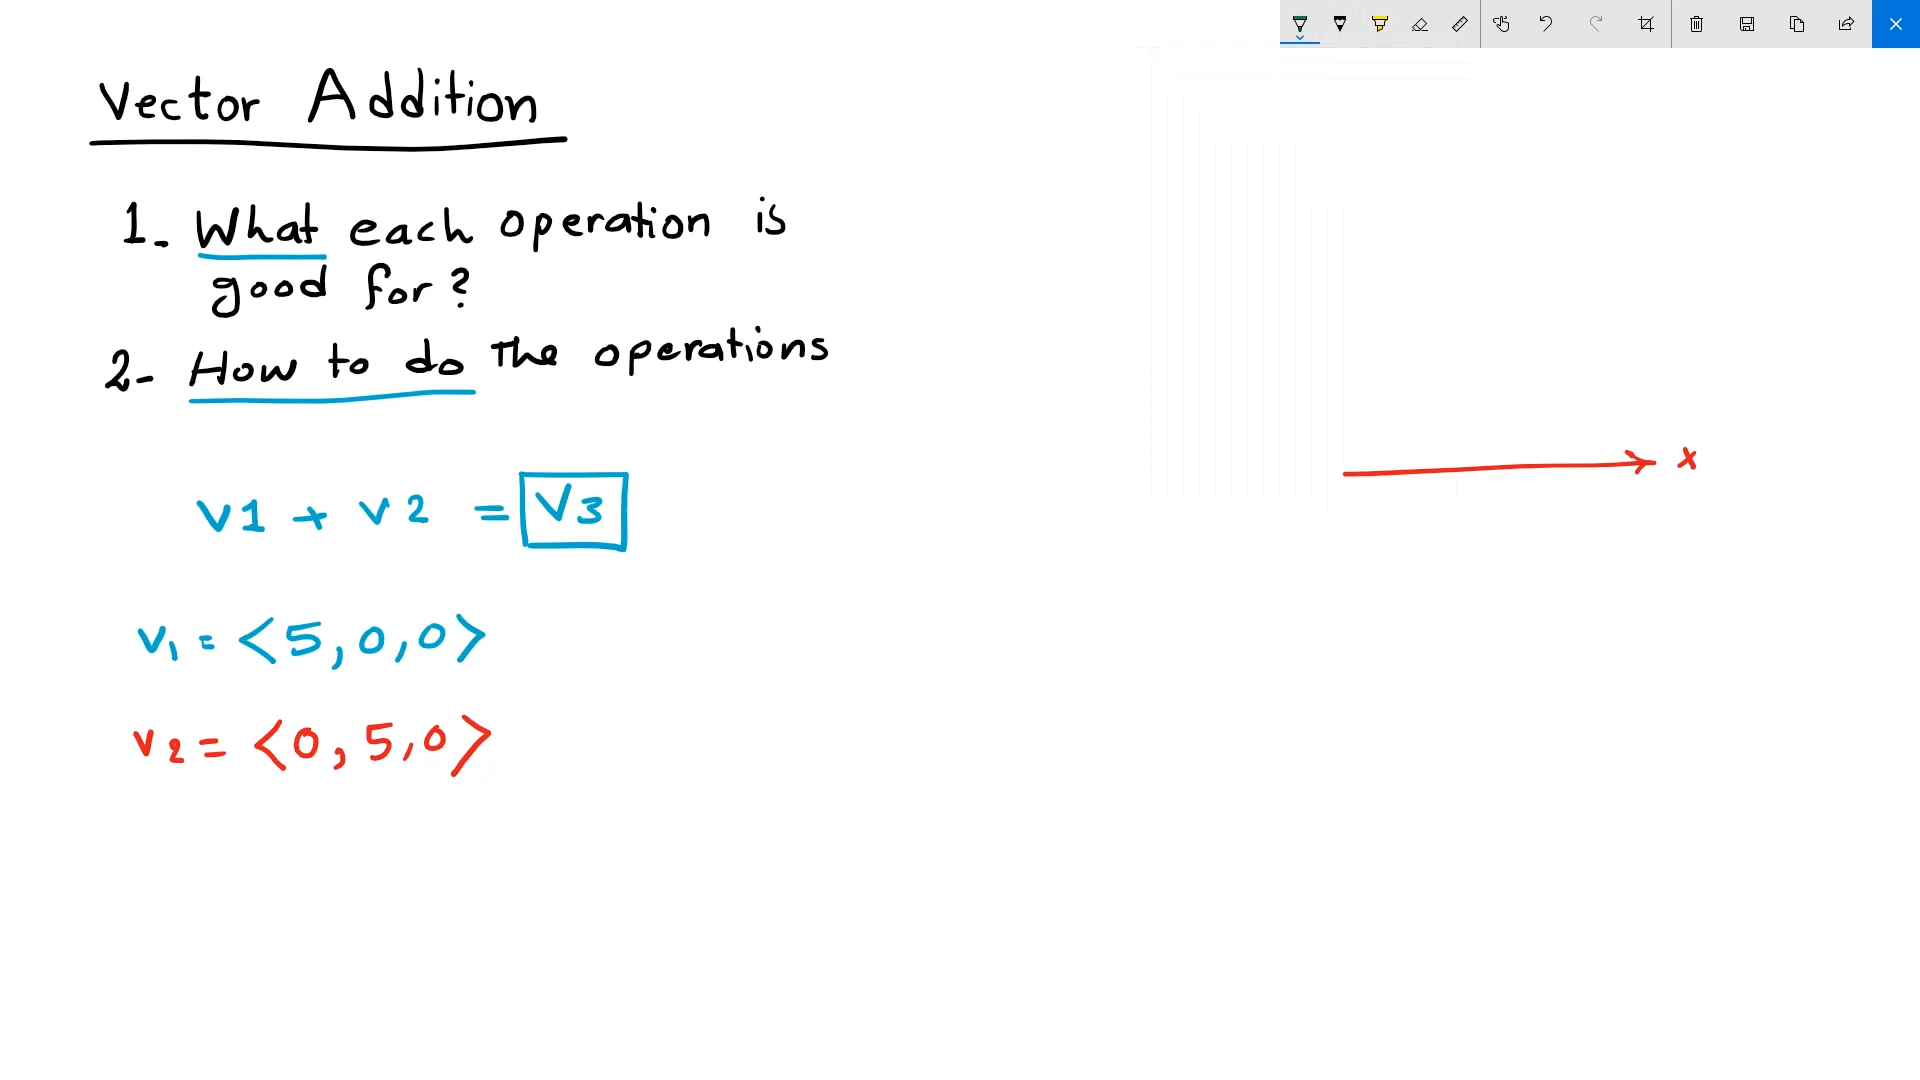 Vector Addition
1- What each operation is
good for?
2- How to do the operations
V1 + V2 = V3
V₁ = <5, 0, 0>
V₂ = <0, 5, 0>
x